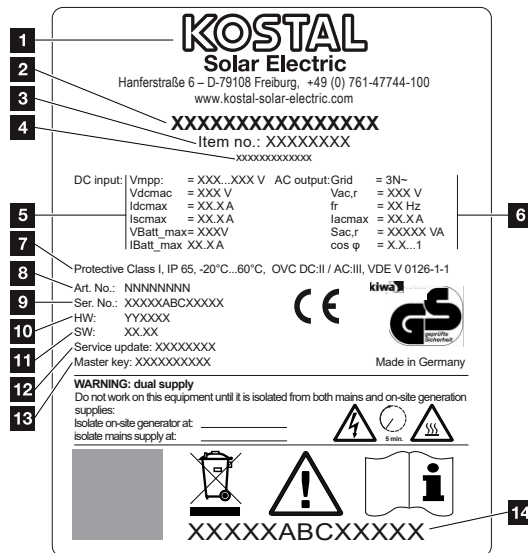 1
KOSTAL
Solar Electric
2
Hanferstraße 6 – D-79108 Freiburg, +49 (0) 761-47744-100
3
www.kostal-solar-electric.com
4
XXXXXXXXXXXXXXXX
Item no.: XXXXXXXX
xxxxxxxxxxxxx
DC input: Vmpp: = XXX...XXX V AC output: Grid = 3N~
Vdcmac = XXX V Vac,r = XXX V
5
Idcmax = XX.X A fr = XX Hz
6
Iscmax = XX.X A Iacmax = XX.X A
VBatt_max = XXXV Sac,r = XXXXX VA
IBatt_max XX.X A cos φ = X.X...1
7
Protective Class I, IP 65, -20°C...60°C, OVC DC:II / AC:III, VDE V 0126-1-1
8
Art. No.: NNNNNNNN
kiwa
9
Ser. No.: XXXXXABCXXXXX
CE
GS
geprüfte
Sicherheit
10
HW: YYXXXX
11
SW: XX.XX
12
Service update: XXXXXXXX
13
Master key: XXXXXXXXXX
Made in Germany
WARNING: dual supply
Do not work on this equipment until it is isolated from both mains and on-site generation
supplies:
Isolate on-site generator at:
isolate mains supply at:
5 min.
XXXXXABCXXXXX
14